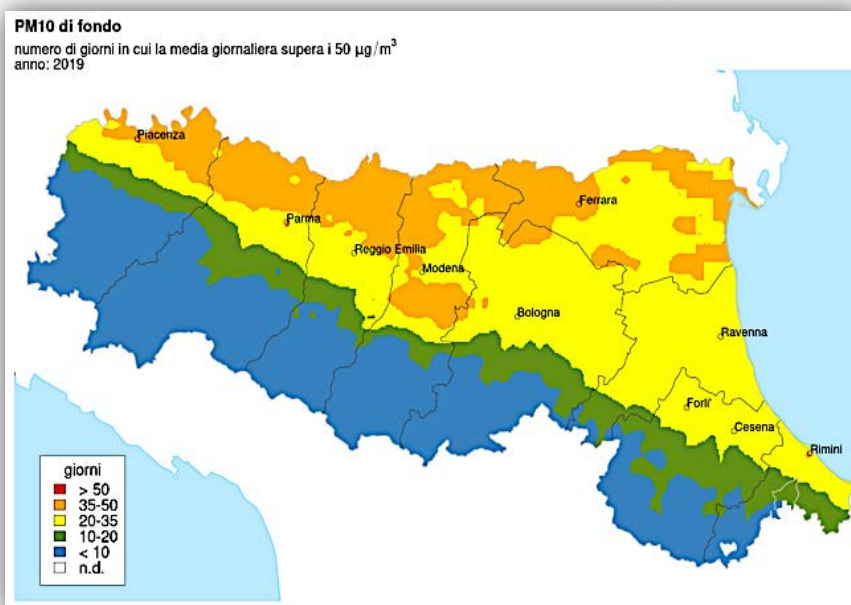 PM10 di fondo
numero di giorni in cui la media giornaliera supera i 50 µg/m³
anno: 2019
Piacenza
Parma
Reggio Emilia
Modena
Ferrara
Bologna
Ravenna
Forlì
Cesena
Rimini
giorni
> 50
35-50
20-35
10-20
< 10
n.d.